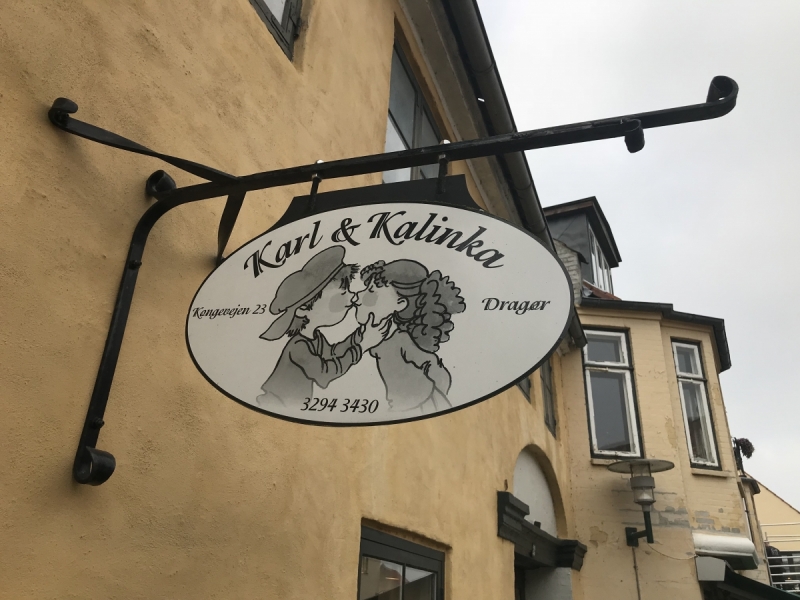 Karl & Kalinka
Kongevejen 23
Dragør
3294 3430